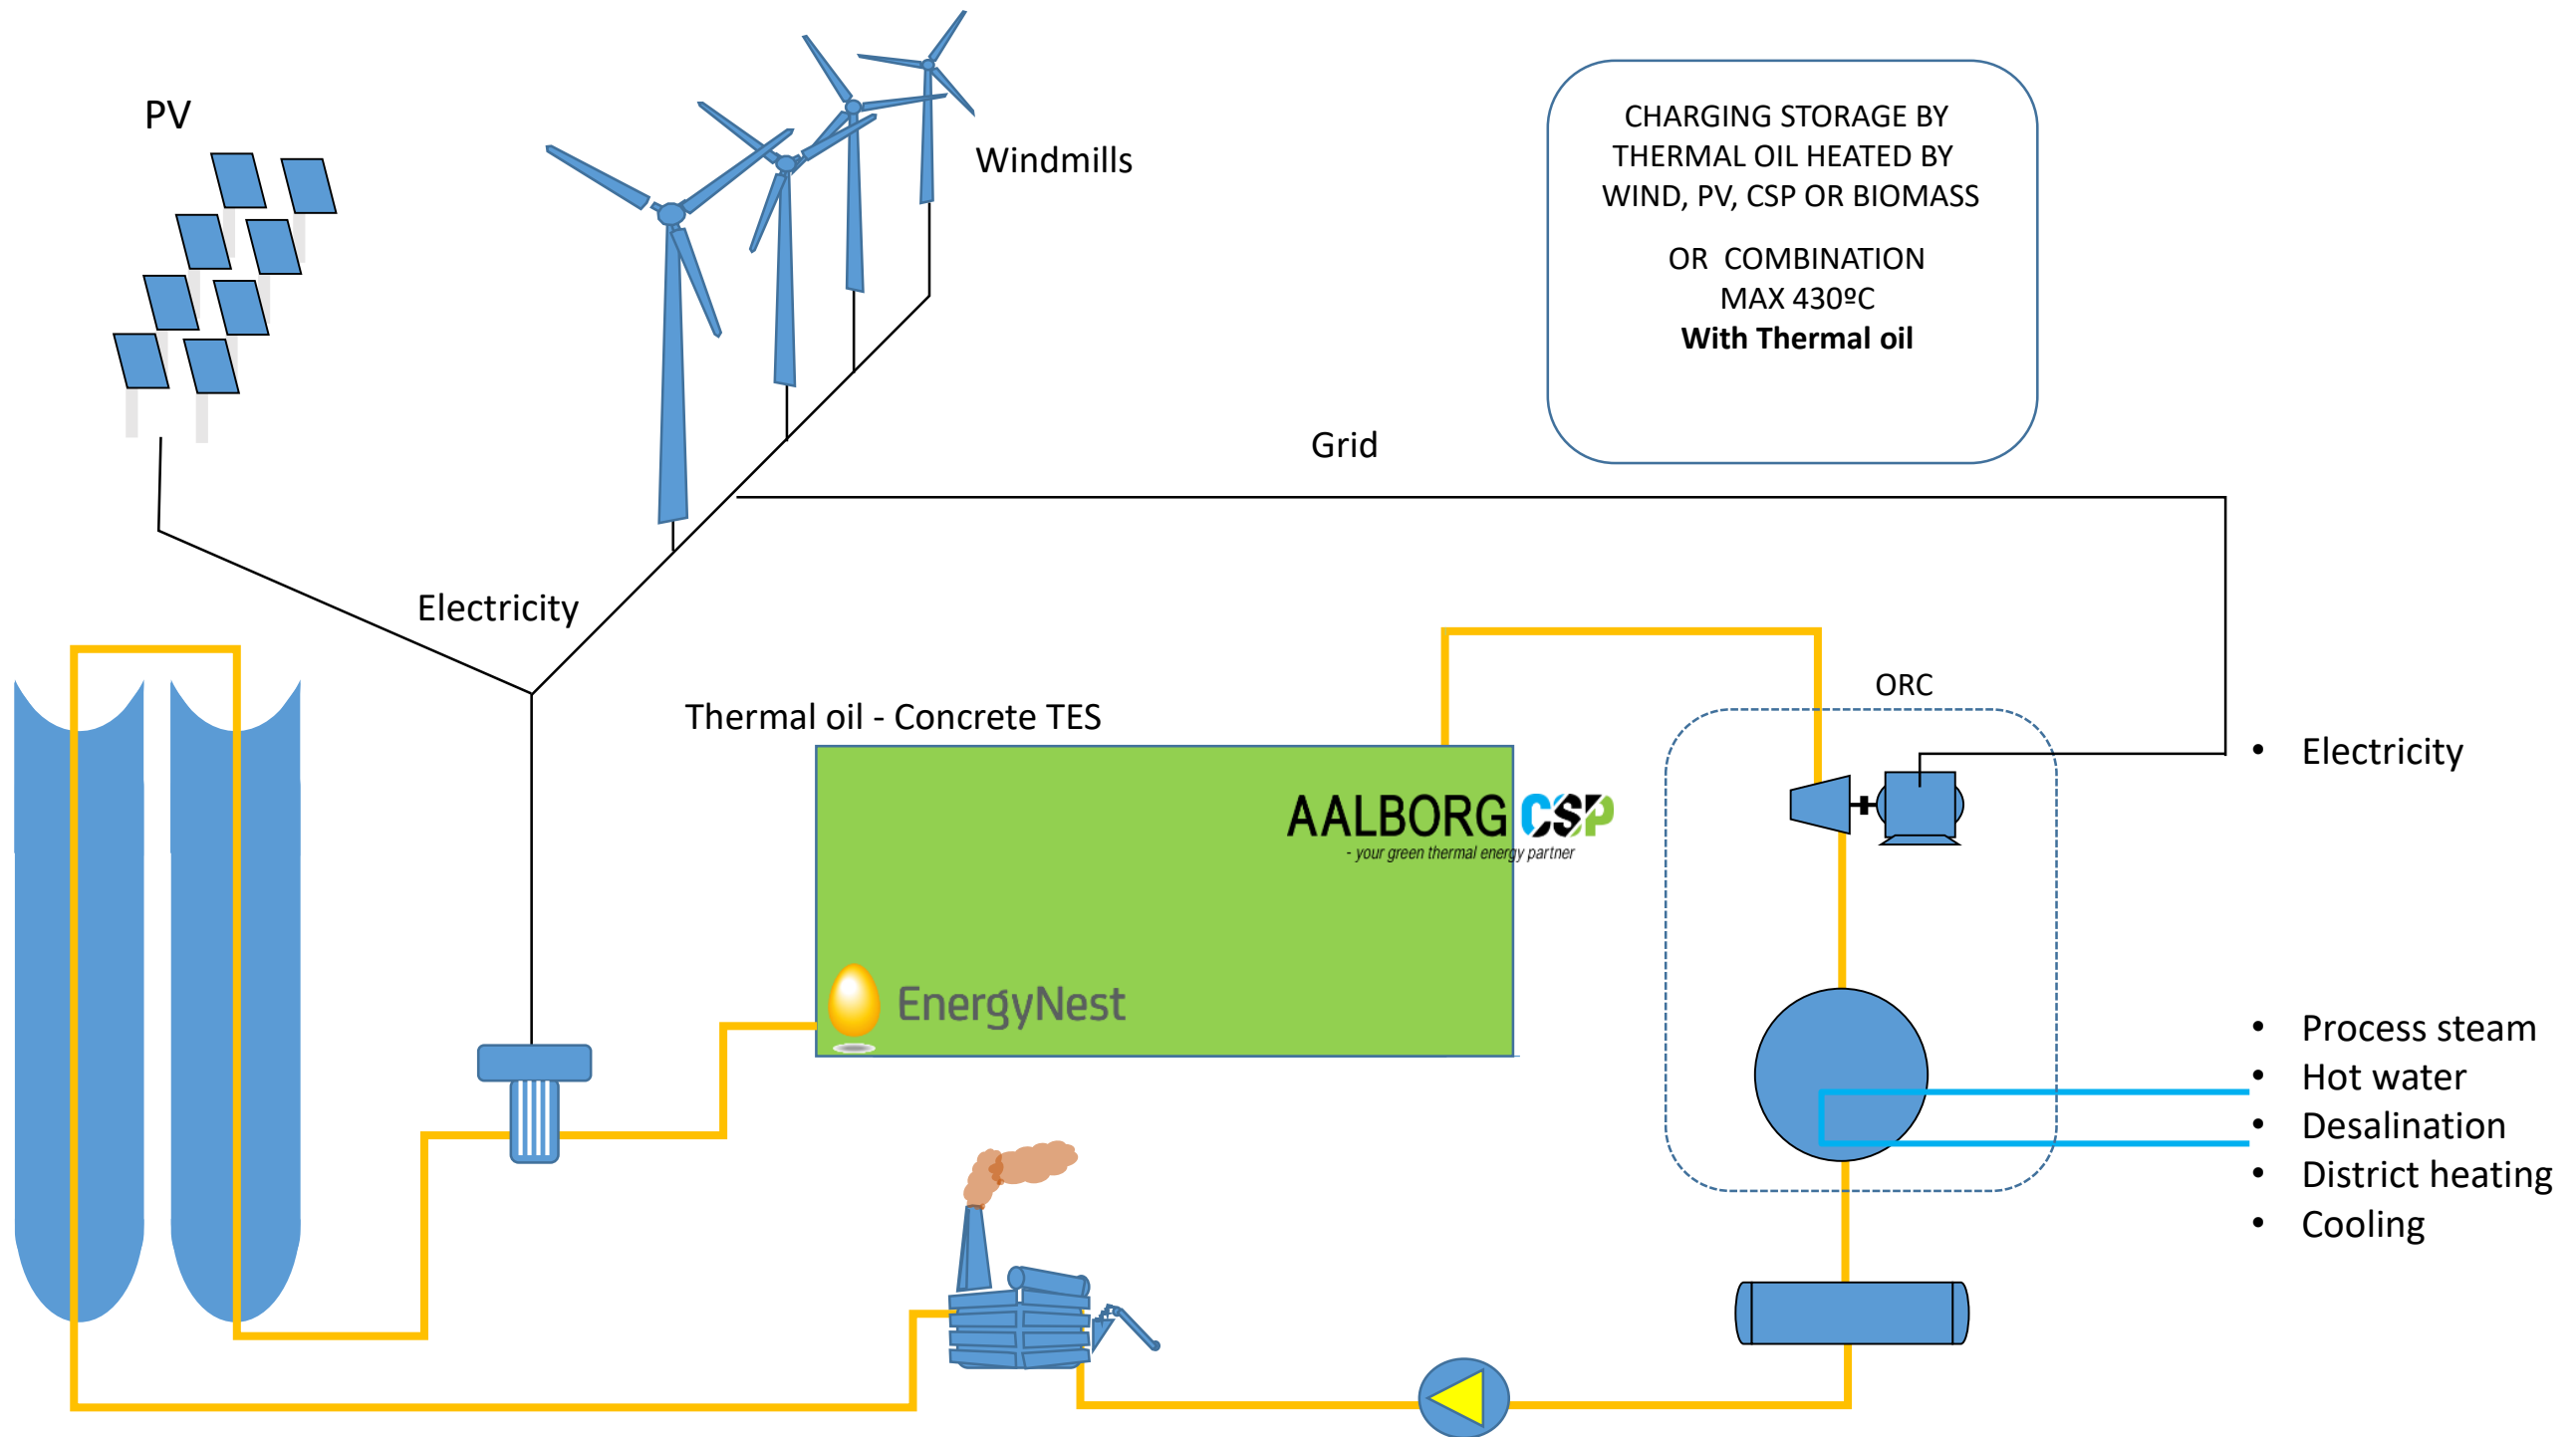 PV
Windmills
CHARGING STORAGE BY
THERMAL OIL HEATED BY
WIND, PV, CSP OR BIOMASS
OR COMBINATION
MAX 430ºC
With Thermal oil
Grid
Electricity
Thermal oil - Concrete TES
ORC
AALBORG CSP
- your green thermal energy partner
EnergyNest
• Electricity
• Process steam
• Hot water
• Desalination
• District heating
• Cooling